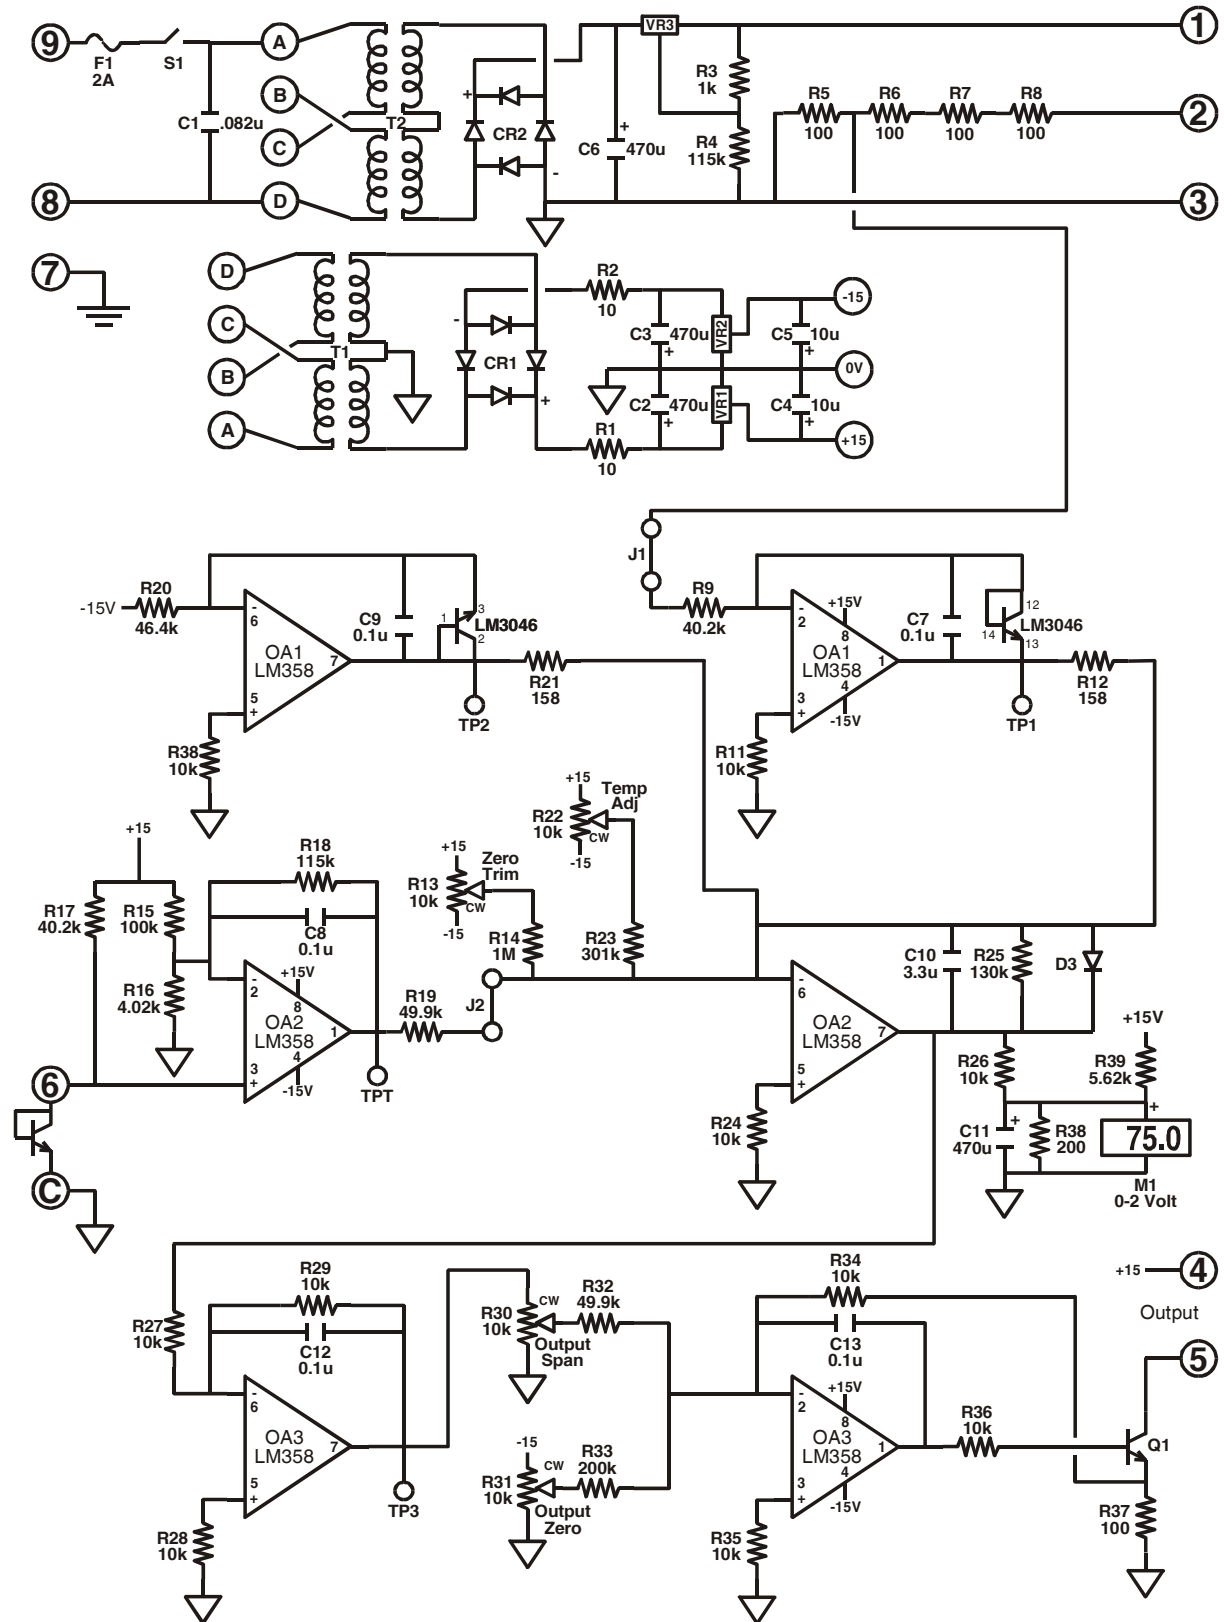 9
F1
2A
S1
A
B
C
D
C1
.082u
T2
+
CR2
-
C6
+
470u
VR3
R3
1k
R4
115k
R5
100
R6
100
R7
100
R8
100
1
2
3
8
7
D
C
B
A
T1
-
CR1
+
R2
10
R1
10
C3
470u
+
C2
470u
+
VR2
VR1
C5
10u
+
C4
10u
+
-15
0V
+15
J1
-15V
R20
46.4k
-
6
OA1
LM358
7
5
+
R38
10k
C9
0.1u
1
3
2
LM3046
TP2
R21
158
R9
40.2k
-
2
+15V
8
OA1
LM358
1
3
+
4
-15V
R11
10k
C7
0.1u
12
14
13
LM3046
TP1
R12
158
+15
R17
40.2k
R15
100k
R16
4.02k
R18
115k
C8
0.1u
-
2
+15V
8
OA2
LM358
1
3
+
4
-15V
TPT
R19
49.9k
J2
+15
Zero
Trim
R13
10k
CW
-15
R14
1M
+15
Temp
Adj
R22
10k
CW
-15
R23
301k
-
6
OA2
LM358
7
5
+
R24
10k
C10
3.3u
R25
130k
D3
R26
10k
+15V
R39
5.62k
C11
470u
+
R38
200
+
75.0
M1
0-2 Volt
6
C
R27
10k
R29
10k
C12
0.1u
-
6
OA3
LM358
7
5
+
R28
10k
TP3
R30
10k
CW
Output
Span
R32
49.9k
-15
R31
10k
CW
Output
Zero
R33
200k
R34
10k
C13
0.1u
-
2
+15V
8
OA3
LM358
1
3
+
4
-15V
R35
10k
R36
10k
Q1
R37
100
+15
4
Output
5